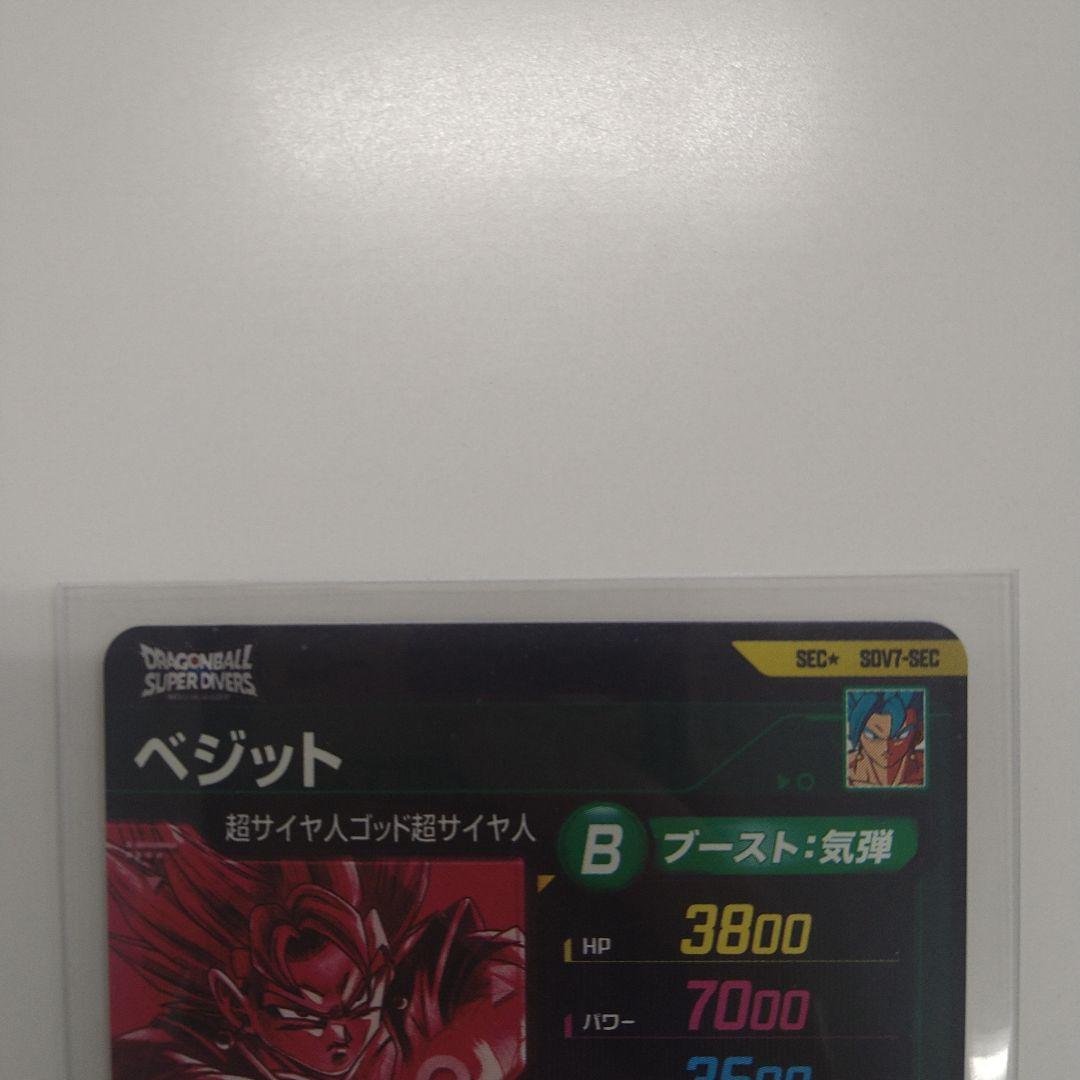 DRAGONBALL
SUPER DIVERS
SEC★ SDV7-SEC
ベジット
超サイヤ人ゴッド超サイヤ人
B ブースト:気弾
HP 3800
パワー 7000